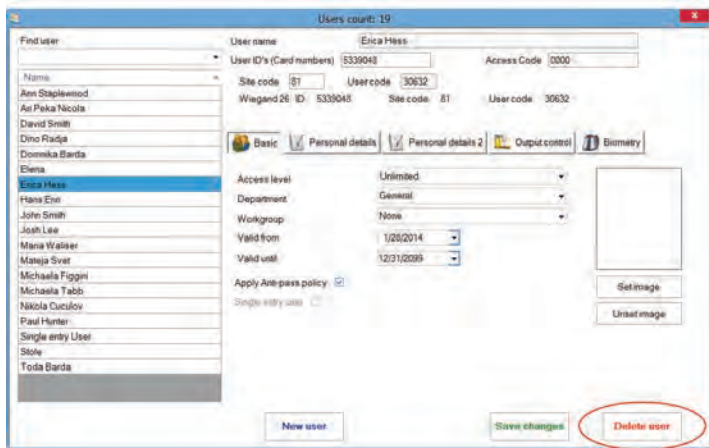 Users count: 19
Find user
Name
Ann Staplewood
Ari Peka Nicola
David Smith
Dino Radja
Domnika Barda
Elena
Erica Hess
Hans Enn
John Smith
Josh Lee
Maria Waliser
Mateja Svet
Michaela Figgini
Michaela Tabb
Nikola Cuculov
Paul Hunter
Single entry User
Stole
Toda Barda
User name Erica Hess
User ID's (Card numbers) 5339048 Access Code 0000
Site code 81 User code 30632
Wiegand 26 ID 5339048 Site code 81 User code 30632
Basic Personal details Personal details 2 Output control Biometry
Access level Unlimited
Department General
Workgroup None
Valid from 1/28/2014
Valid until 12/31/2099
Apply Anti-pass policy
Single entry user
Set image
Unset image
New user Save changes Delete user